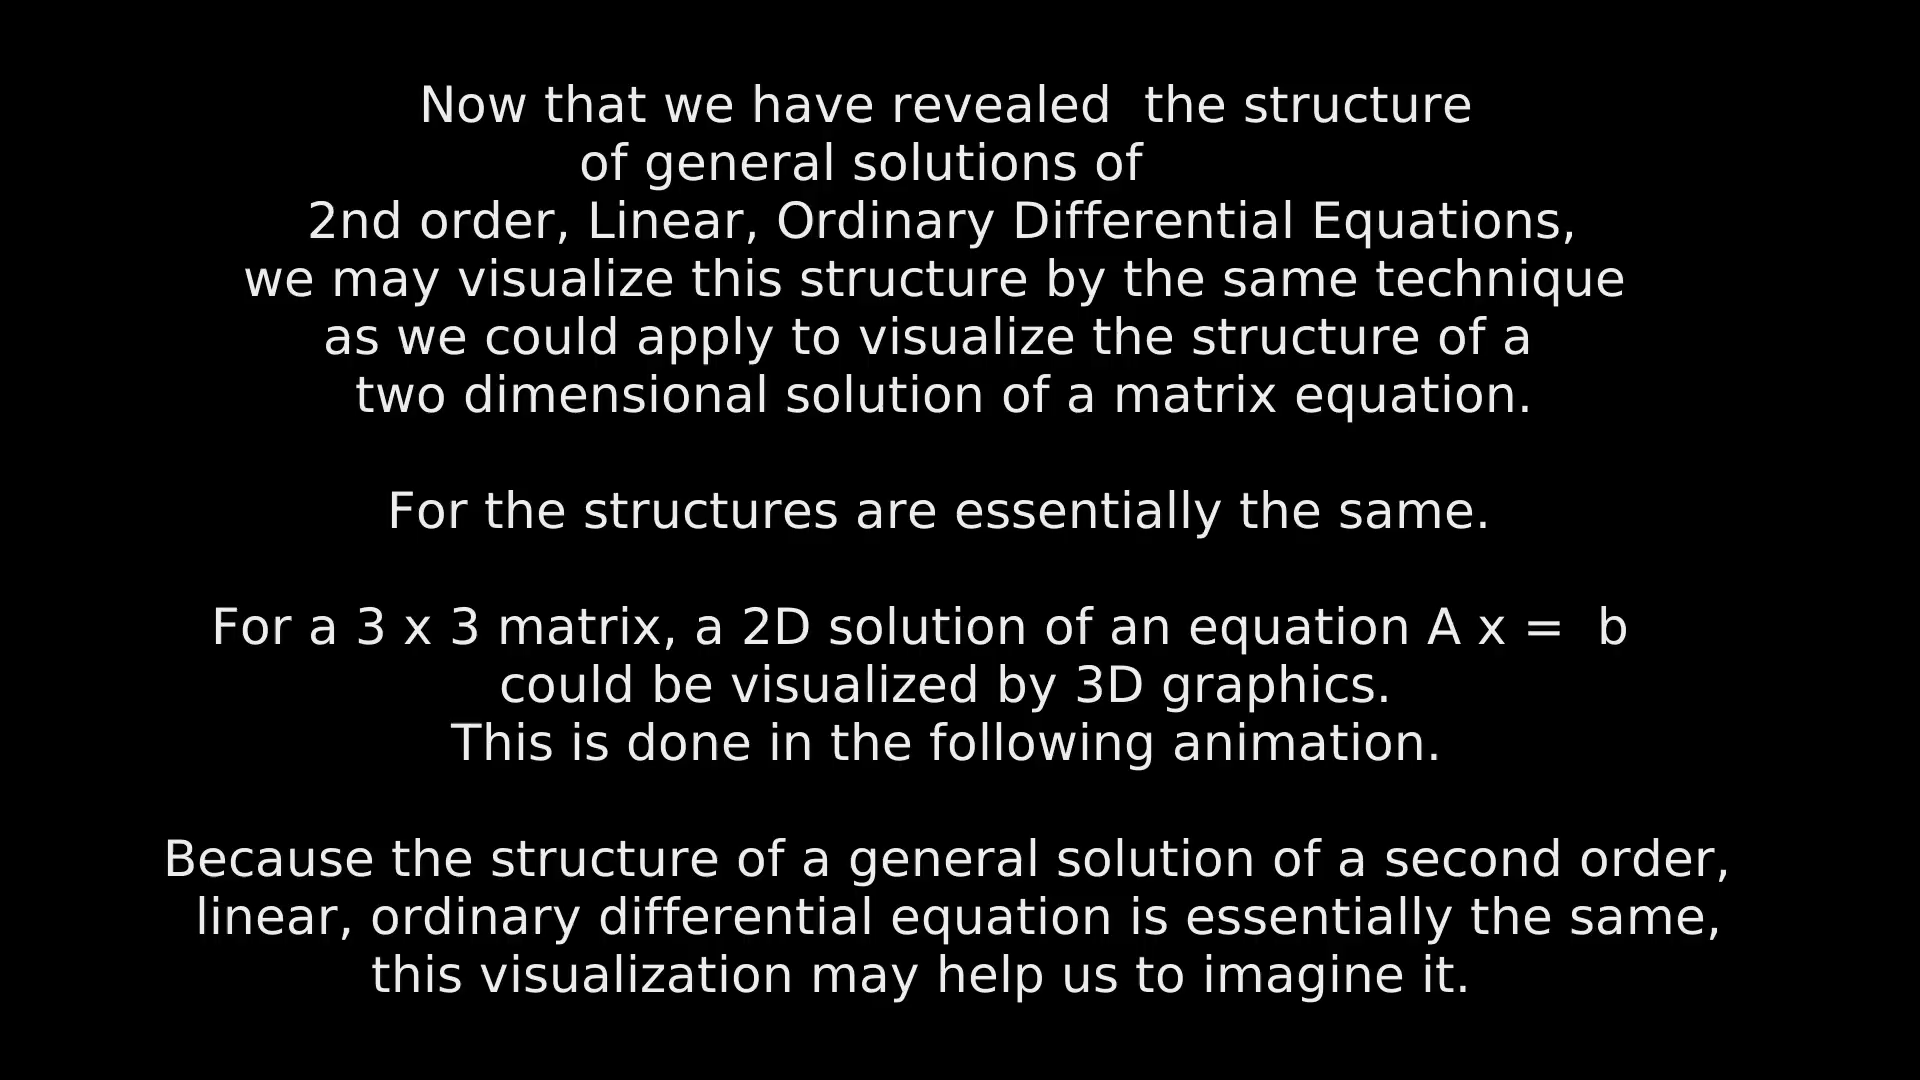 Now that we have revealed  the structure
of general solutions of
2nd order, Linear, Ordinary Differential Equations,
we may visualize this structure by the same technique
as we could apply to visualize the structure of a
two dimensional solution of a matrix equation.
For the structures are essentially the same.
For a 3 x 3 matrix, a 2D solution of an equation A x =  b
could be visualized by 3D graphics.
This is done in the following animation.
Because the structure of a general solution of a second order,
linear, ordinary differential equation is essentially the same,
this visualization may help us to imagine it.